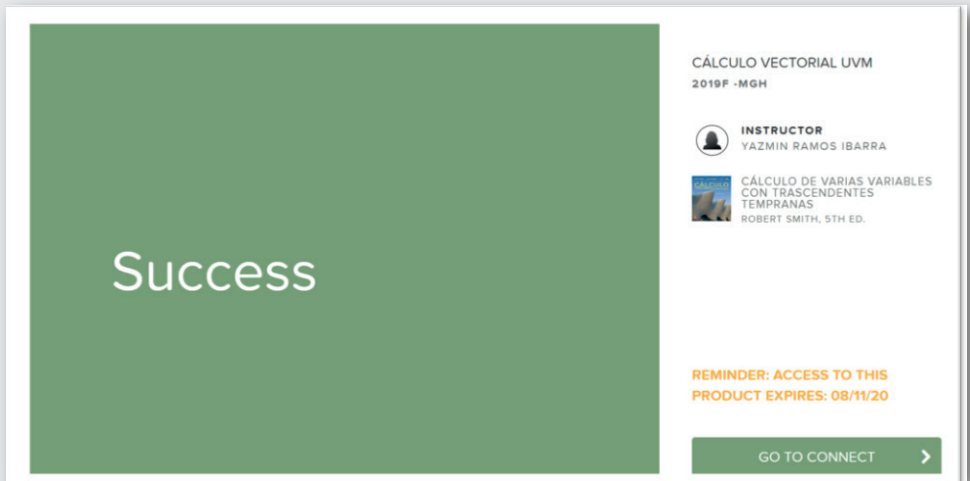 Success
CÁLCULO VECTORIAL UVM
2019F -MGH
INSTRUCTOR
YAZMIN RAMOS IBARRA
CÁLCULO
CÁLCULO DE VARIAS VARIABLES
CON TRASCENDENTES
TEMPRANAS
ROBERT SMITH, 5TH ED.
REMINDER: ACCESS TO THIS
PRODUCT EXPIRES: 08/11/20
GO TO CONNECT